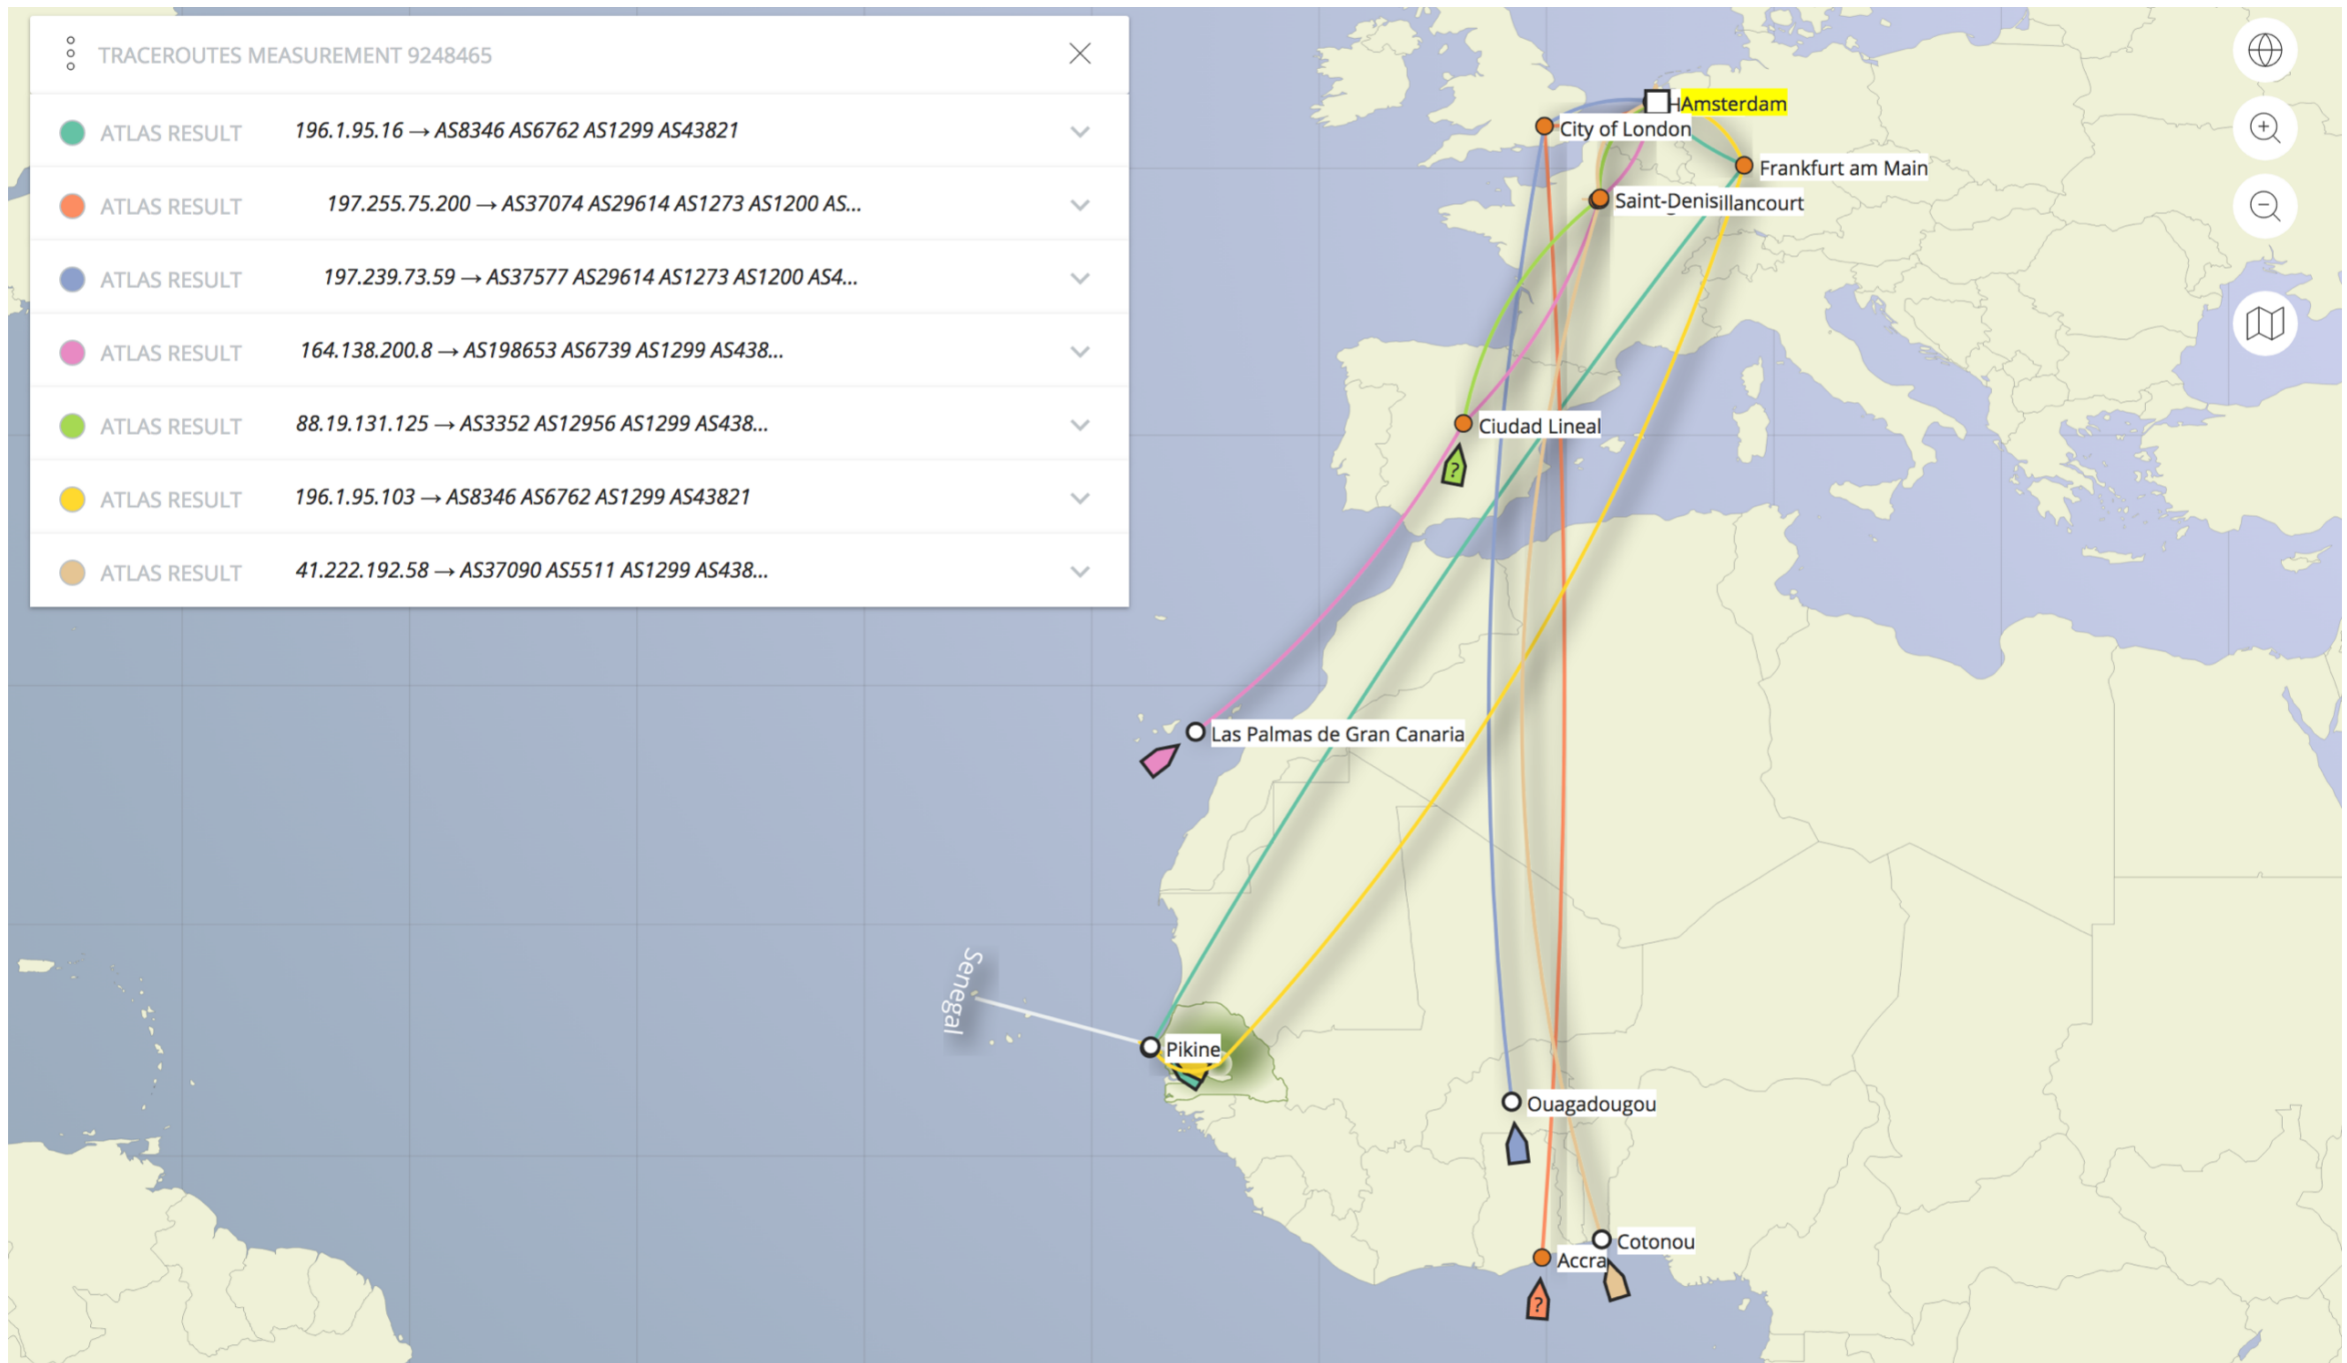 TRACEROUTES MEASUREMENT 9248465
ATLAS RESULT 196.1.95.16 → AS8346 AS6762 AS1299 AS43821
ATLAS RESULT 197.255.75.200 → AS37074 AS29614 AS1273 AS1200 AS...
ATLAS RESULT 197.239.73.59 → AS37577 AS29614 AS1273 AS1200 AS4...
ATLAS RESULT 164.138.200.8 → AS198653 AS6739 AS1299 AS438...
ATLAS RESULT 88.19.131.125 → AS3352 AS12956 AS1299 AS438...
ATLAS RESULT 196.1.95.103 → AS8346 AS6762 AS1299 AS43821
ATLAS RESULT 41.222.192.58 → AS37090 AS5511 AS1299 AS438...
Amsterdam
City of London
Frankfurt am Main
Saint-Denis
illancourt
Ciudad Lineal
?
Las Palmas de Gran Canaria
Senegal
Pikine
Ouagadougou
Cotonou
Accra
?